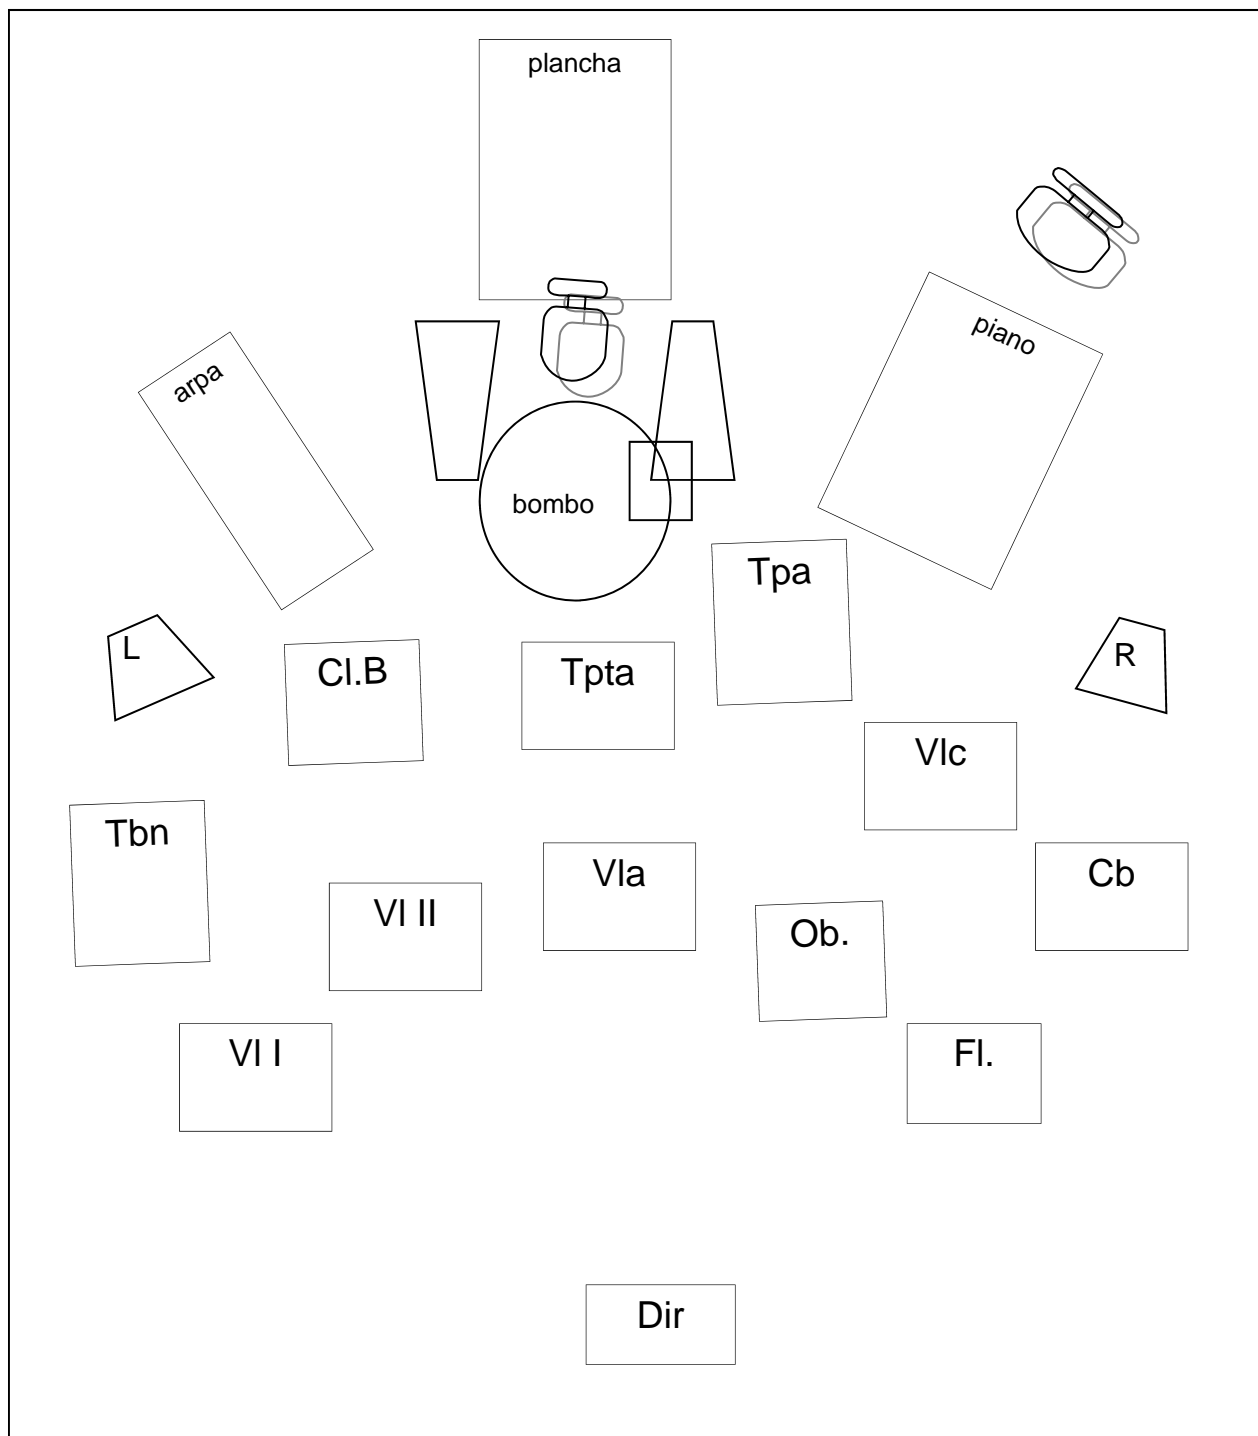 plancha
piano
arpa
bombo
Tpa
L
Cl.B
Tpta
R
Vlc
Tbn
Vla
Cb
Vl II
Ob.
Vl I
Fl.
Dir